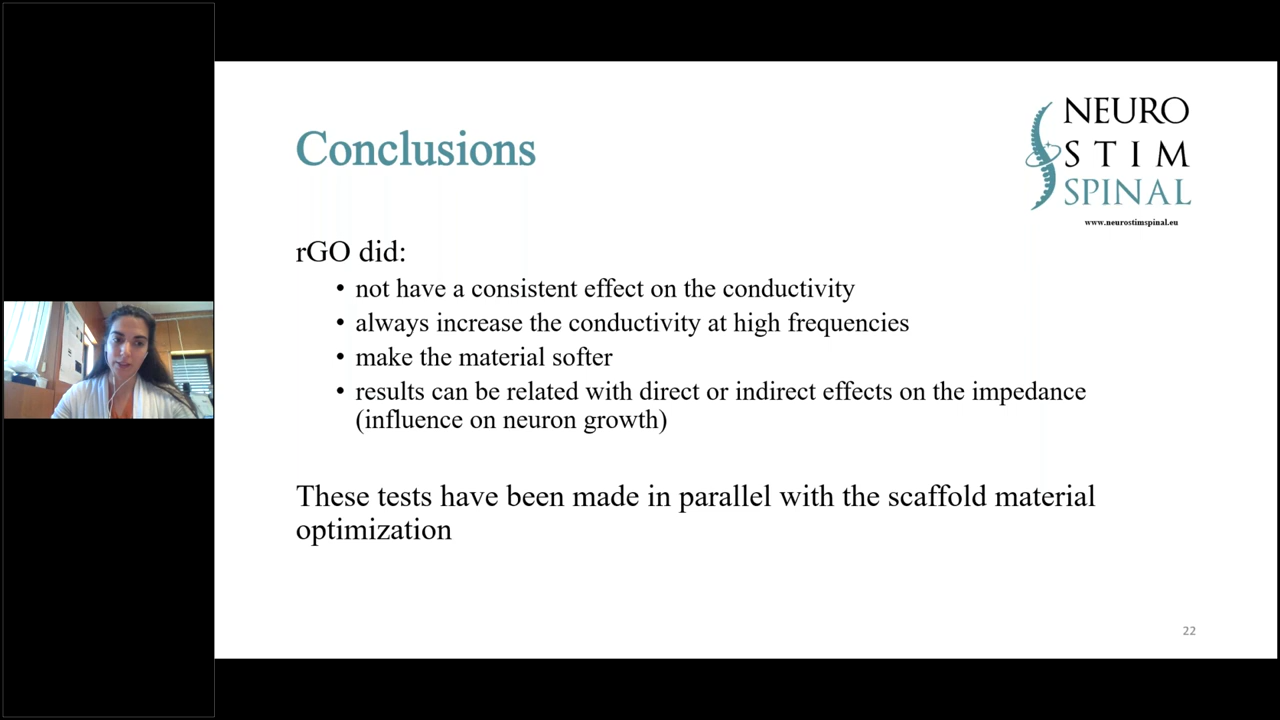 Conclusions
NEURO
STIM
SPINAL
www.neurostimspinal.eu
rGO did:
• not have a consistent effect on the conductivity
• always increase the conductivity at high frequencies
• make the material softer
• results can be related with direct or indirect effects on the impedance
(influence on neuron growth)
These tests have been made in parallel with the scaffold material
optimization
22